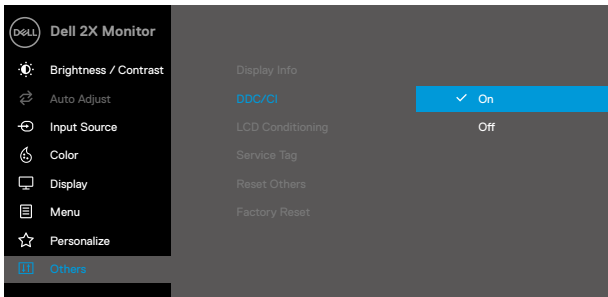 DELL
Dell 2X Monitor
Brightness / Contrast
Auto Adjust
Input Source
Color
Display
Menu
Personalize
Others
Display Info
DDC/CI
LCD Conditioning
Service Tag
Reset Others
Factory Reset
On
Off